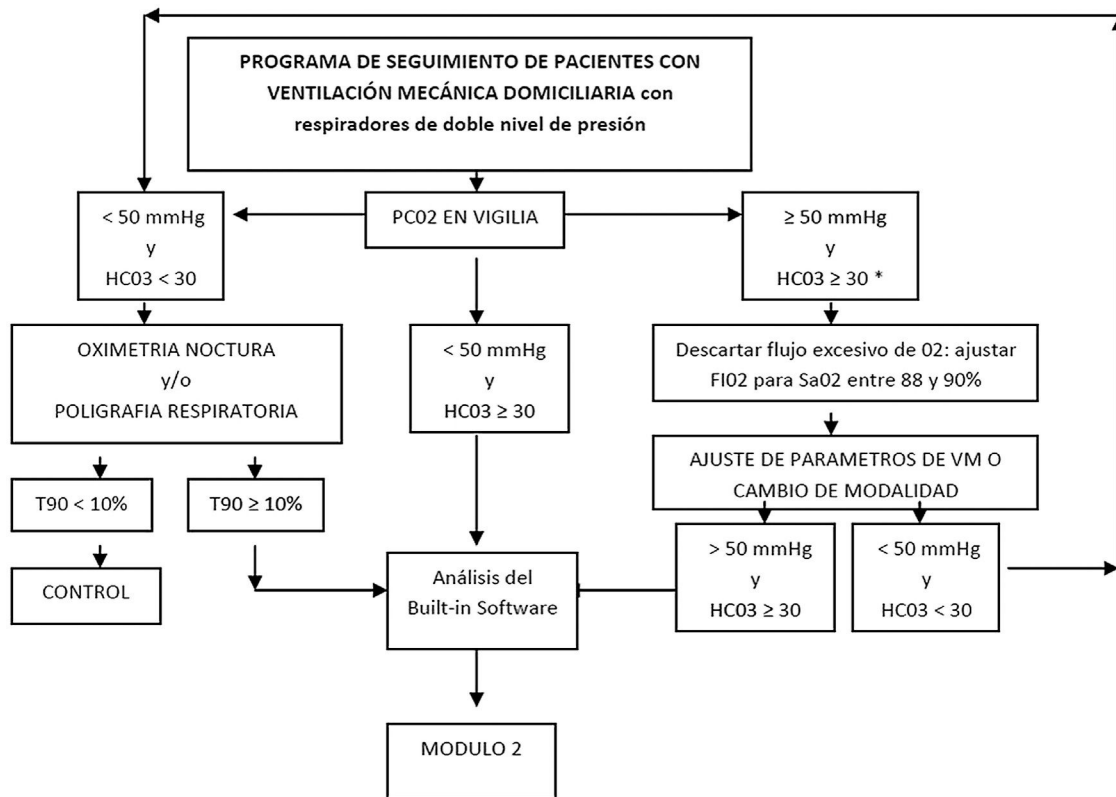 PROGRAMA DE SEGUIMIENTO DE PACIENTES CON
VENTILACIÓN MECÁNICA DOMICILIARIA con
respiradores de doble nivel de presión
< 50 mmHg
y
HC03 < 30
PC02 EN VIGILIA
≥ 50 mmHg
y
HC03 ≥ 30 *
OXIMETRIA NOCTURA
y/o
POLIGRAFIA RESPIRATORIA
< 50 mmHg
y
HC03 ≥ 30
Descartar flujo excesivo de 02: ajustar
FI02 para Sa02 entre 88 y 90%
AJUSTE DE PARAMETROS DE VM O
CAMBIO DE MODALIDAD
T90 < 10%
T90 ≥ 10%
> 50 mmHg
y
HC03 ≥ 30
< 50 mmHg
y
HC03 < 30
CONTROL
Análisis del
Built-in Software
MODULO 2